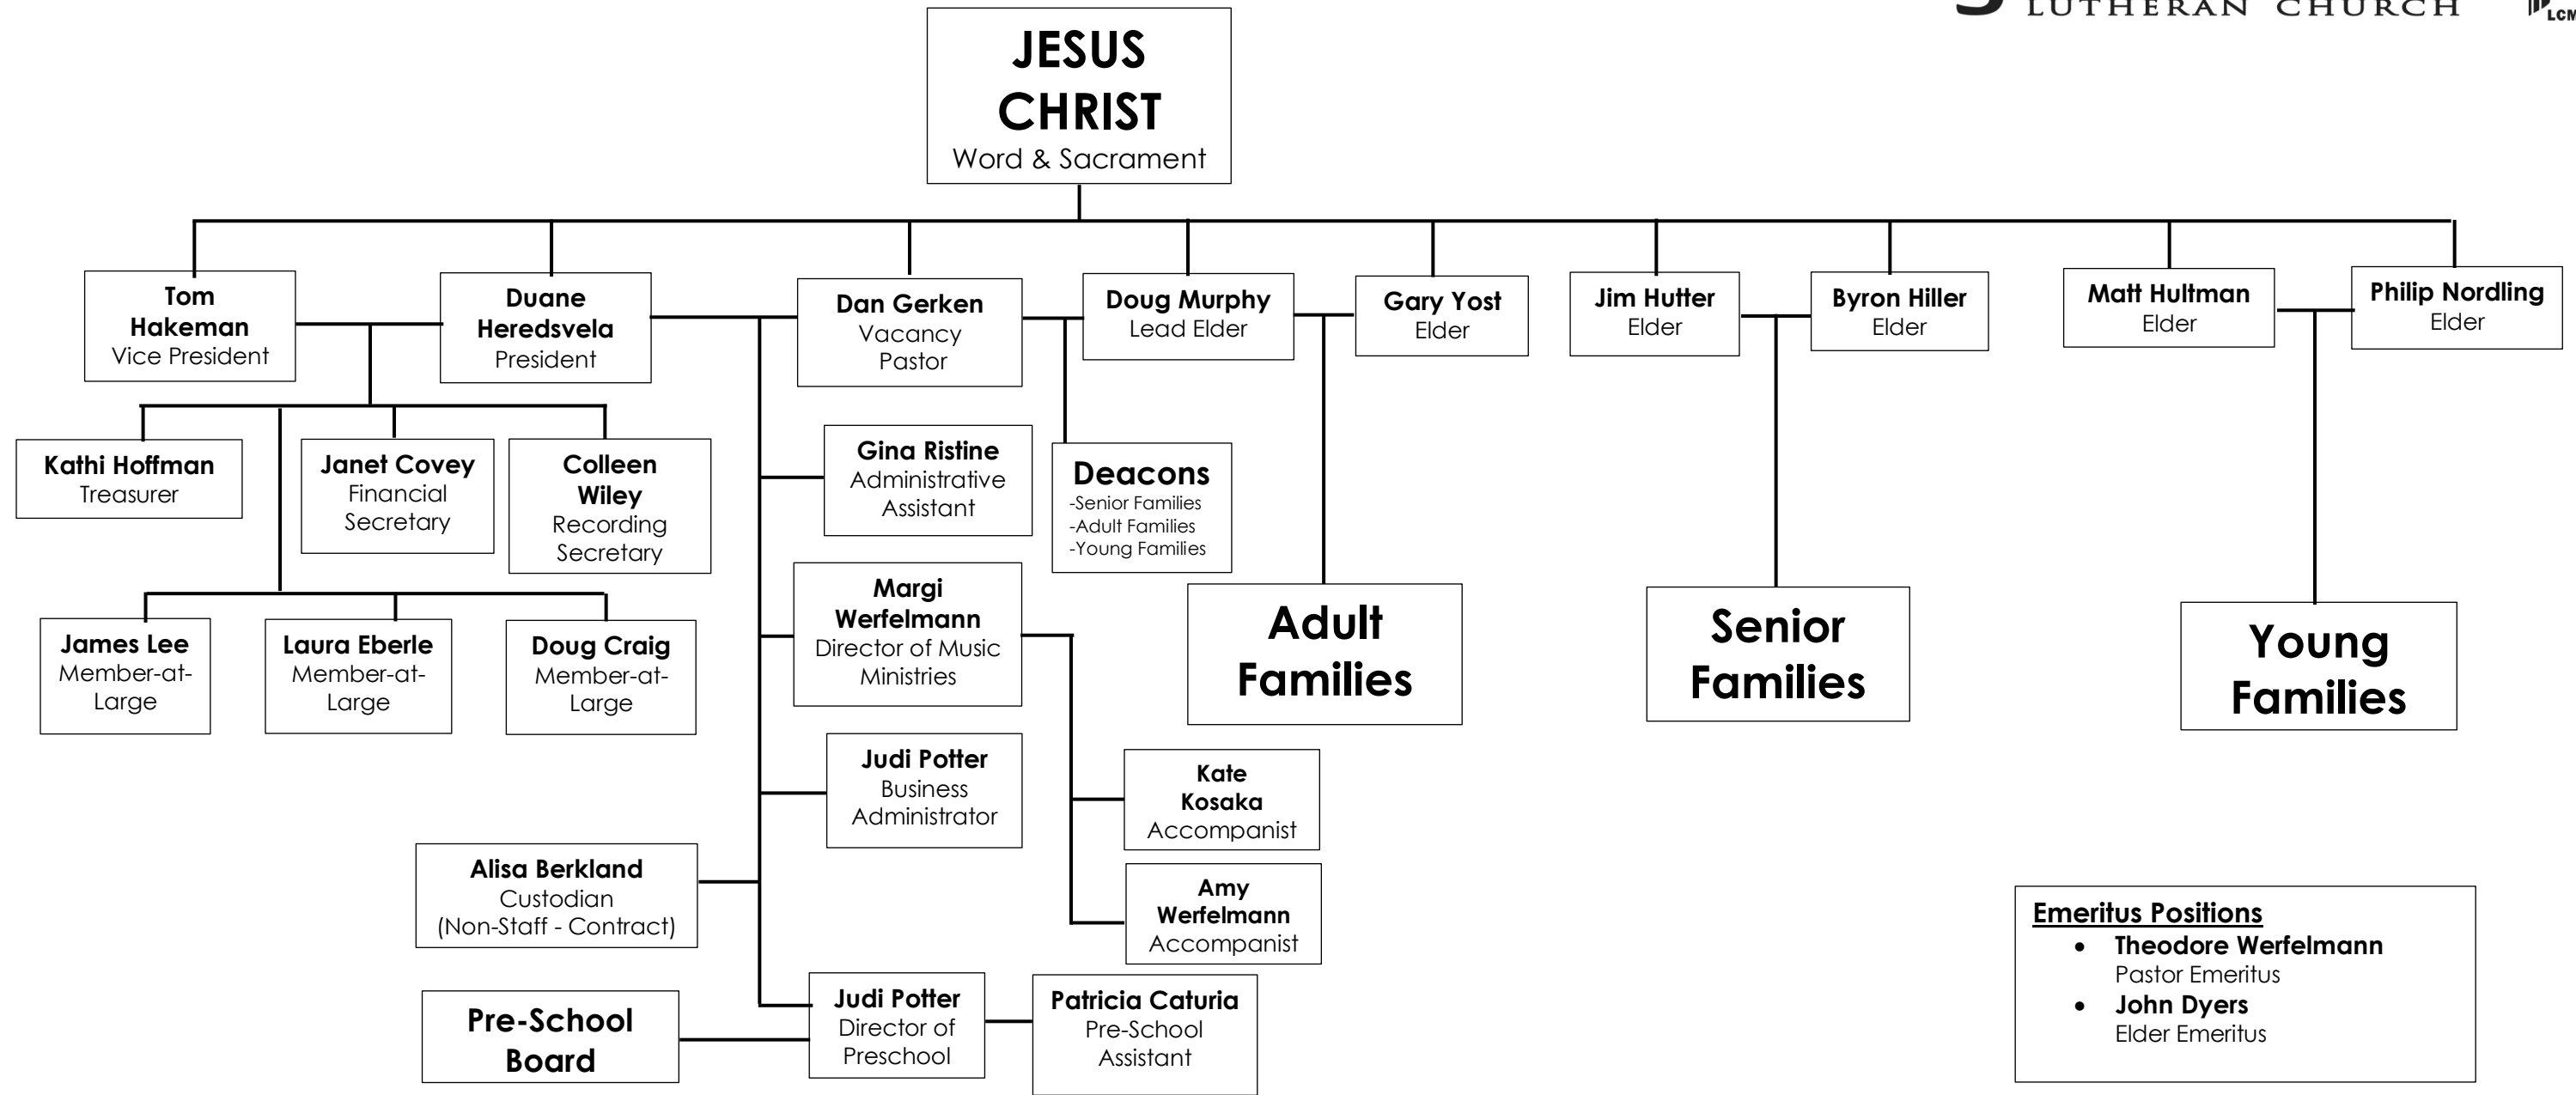 LUTHERAN CHURCH
JESUS
CHRIST
Word & Sacrament
Tom
Hakeman
Vice President
Duane
Heredsvela
President
Dan Gerken
Vacancy
Pastor
Doug Murphy
Lead Elder
Gary Yost
Elder
Jim Hutter
Elder
Byron Hiller
Elder
Matt Hultman
Elder
Philip Nordling
Elder
Kathi Hoffman
Treasurer
Janet Covey
Financial
Secretary
Colleen
Wiley
Recording
Secretary
Gina Ristine
Administrative
Assistant
Deacons
-Senior Families
-Adult Families
-Young Families
James Lee
Member-at-
Large
Laura Eberle
Member-at-
Large
Doug Craig
Member-at-
Large
Margi
Werfelmann
Director of Music
Ministries
Adult
Families
Senior
Families
Young
Families
Judi Potter
Business
Administrator
Kate
Kosaka
Accompanist
Alisa Berkland
Custodian
(Non-Staff - Contract)
Amy
Werfelmann
Accompanist
Pre-School
Board
Judi Potter
Director of
Preschool
Patricia Caturia
Pre-School
Assistant
Emeritus Positions
• Theodore Werfelmann
Pastor Emeritus
• John Dyers
Elder Emeritus